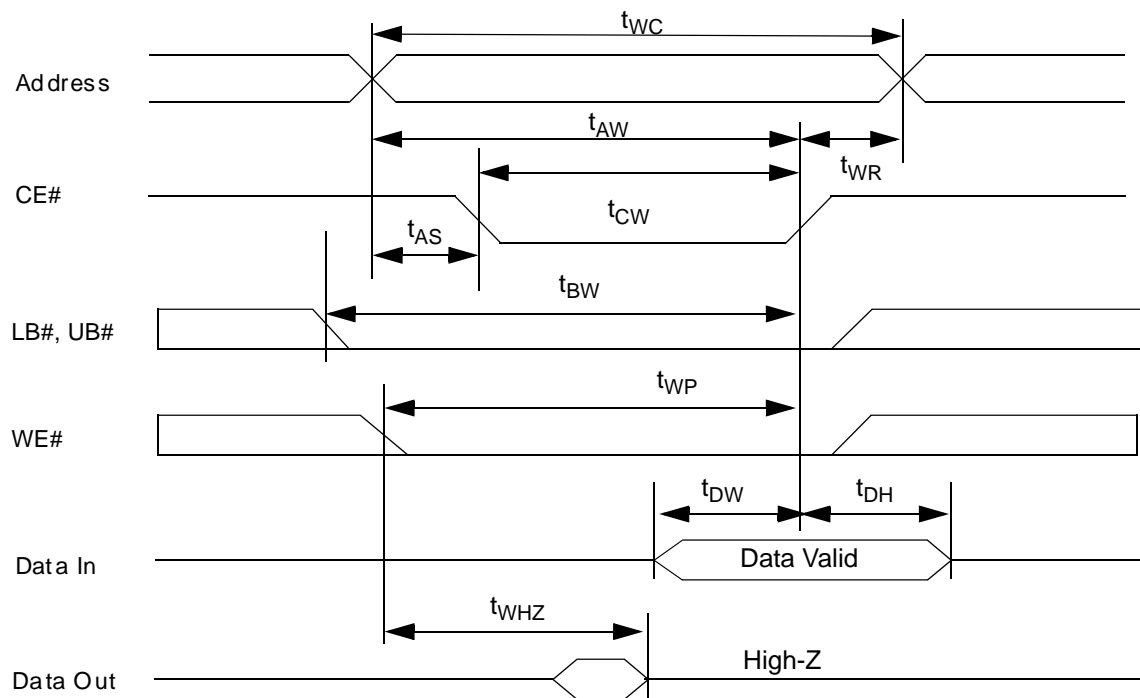 tWC
Address
tAW
tWR
CE#
tCW
tAS
tBW
LB#, UB#
tWP
WE#
tDW
tDH
Data In
Data Valid
tWHZ
High-Z
Data Out